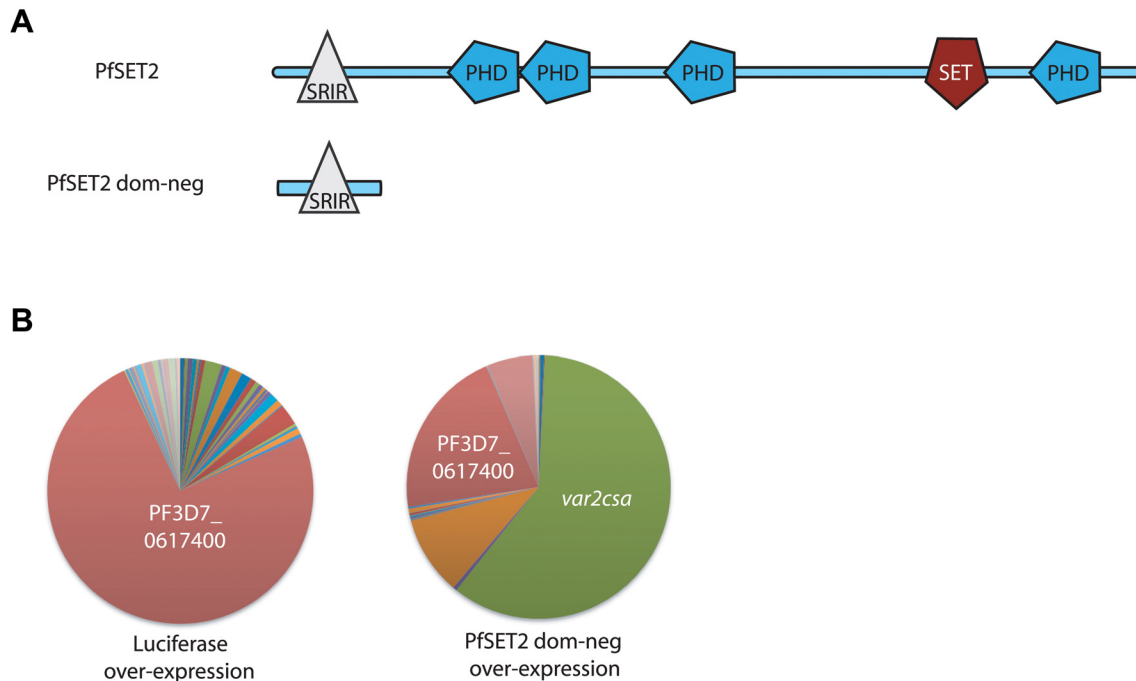 A
PfSET2
SRIR
PHD
PHD
PHD
SET
PHD
PfSET2 dom-neg
SRIR
B
PF3D7_
0617400
Luciferase
over-expression
PF3D7_
0617400
var2csa
PfSET2 dom-neg
over-expression